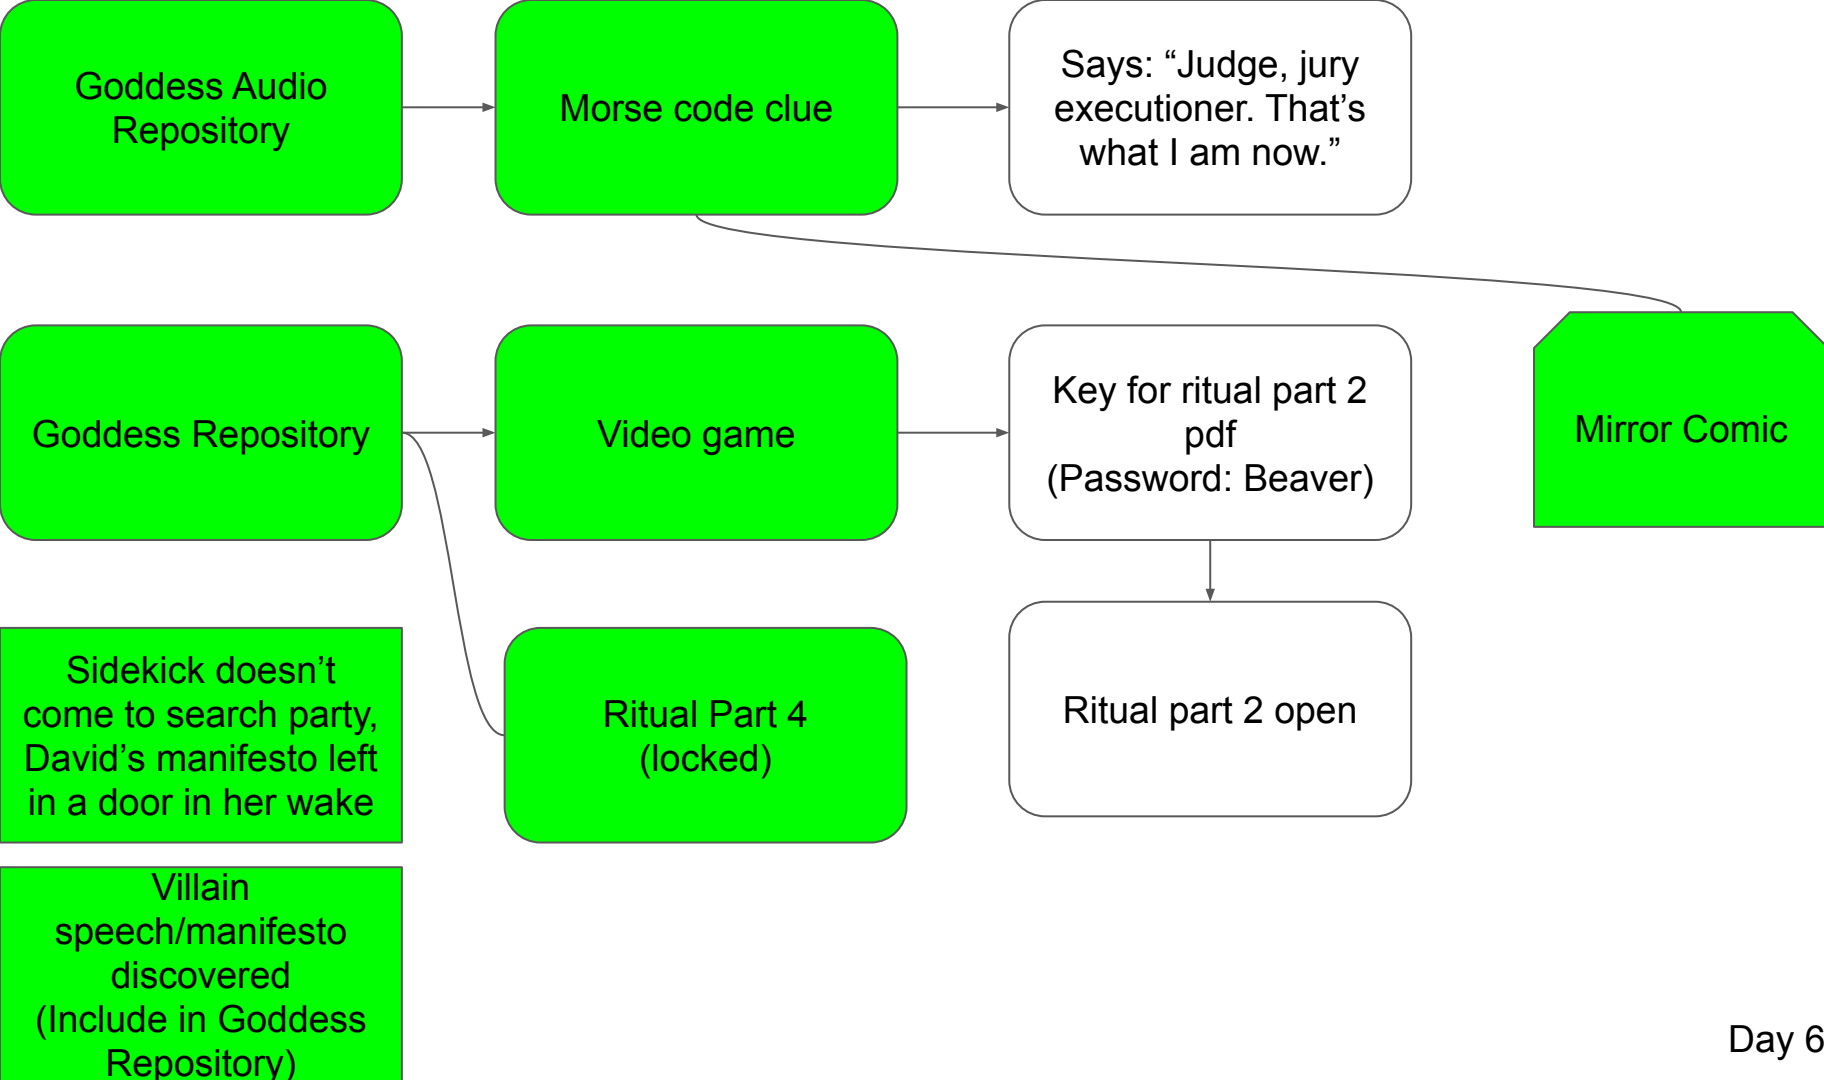 Goddess Audio
Repository
Morse code clue
Says: “Judge, jury
executioner. That’s
what I am now.”
Goddess Repository
Video game
Key for ritual part 2
pdf
(Password: Beaver)
Mirror Comic
Sidekick doesn’t
come to search party,
David’s manifesto left
in a door in her wake
Ritual Part 4
(locked)
Ritual part 2 open
Villain
speech/manifesto
discovered
(Include in Goddess
Repository)
Day 6